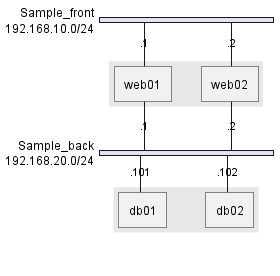 Sample_front
192.168.10.0/24
.1
.2
web01
web02
.1
.2
Sample_back
192.168.20.0/24
.101
.102
db01
db02